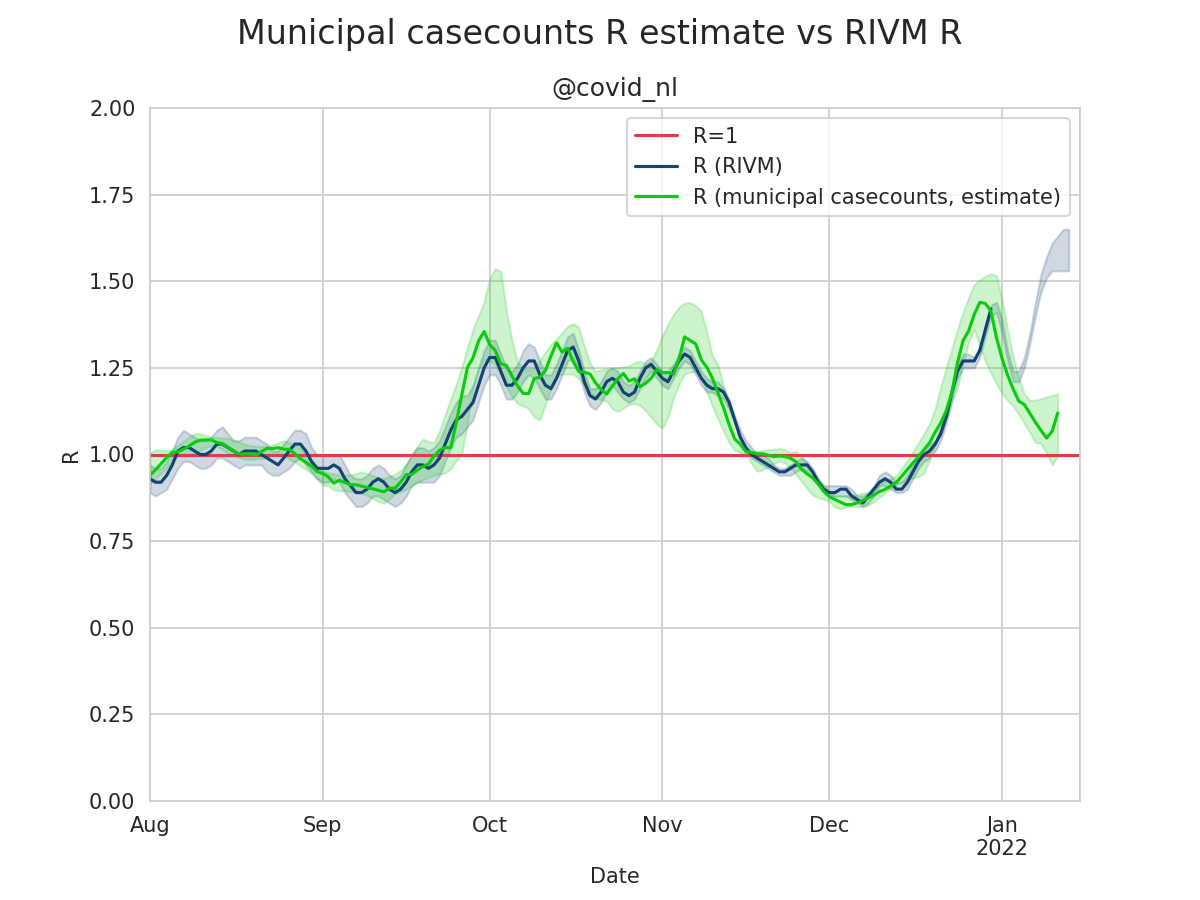 Municipal casecounts R estimate vs RIVM R
@covid_nl
R=1
R (RIVM)
R (municipal casecounts, estimate)
2.00
1.75
1.50
1.25
1.00
0.75
0.50
0.25
0.00
R
Aug Sep Oct Nov Dec Jan
2022
Date